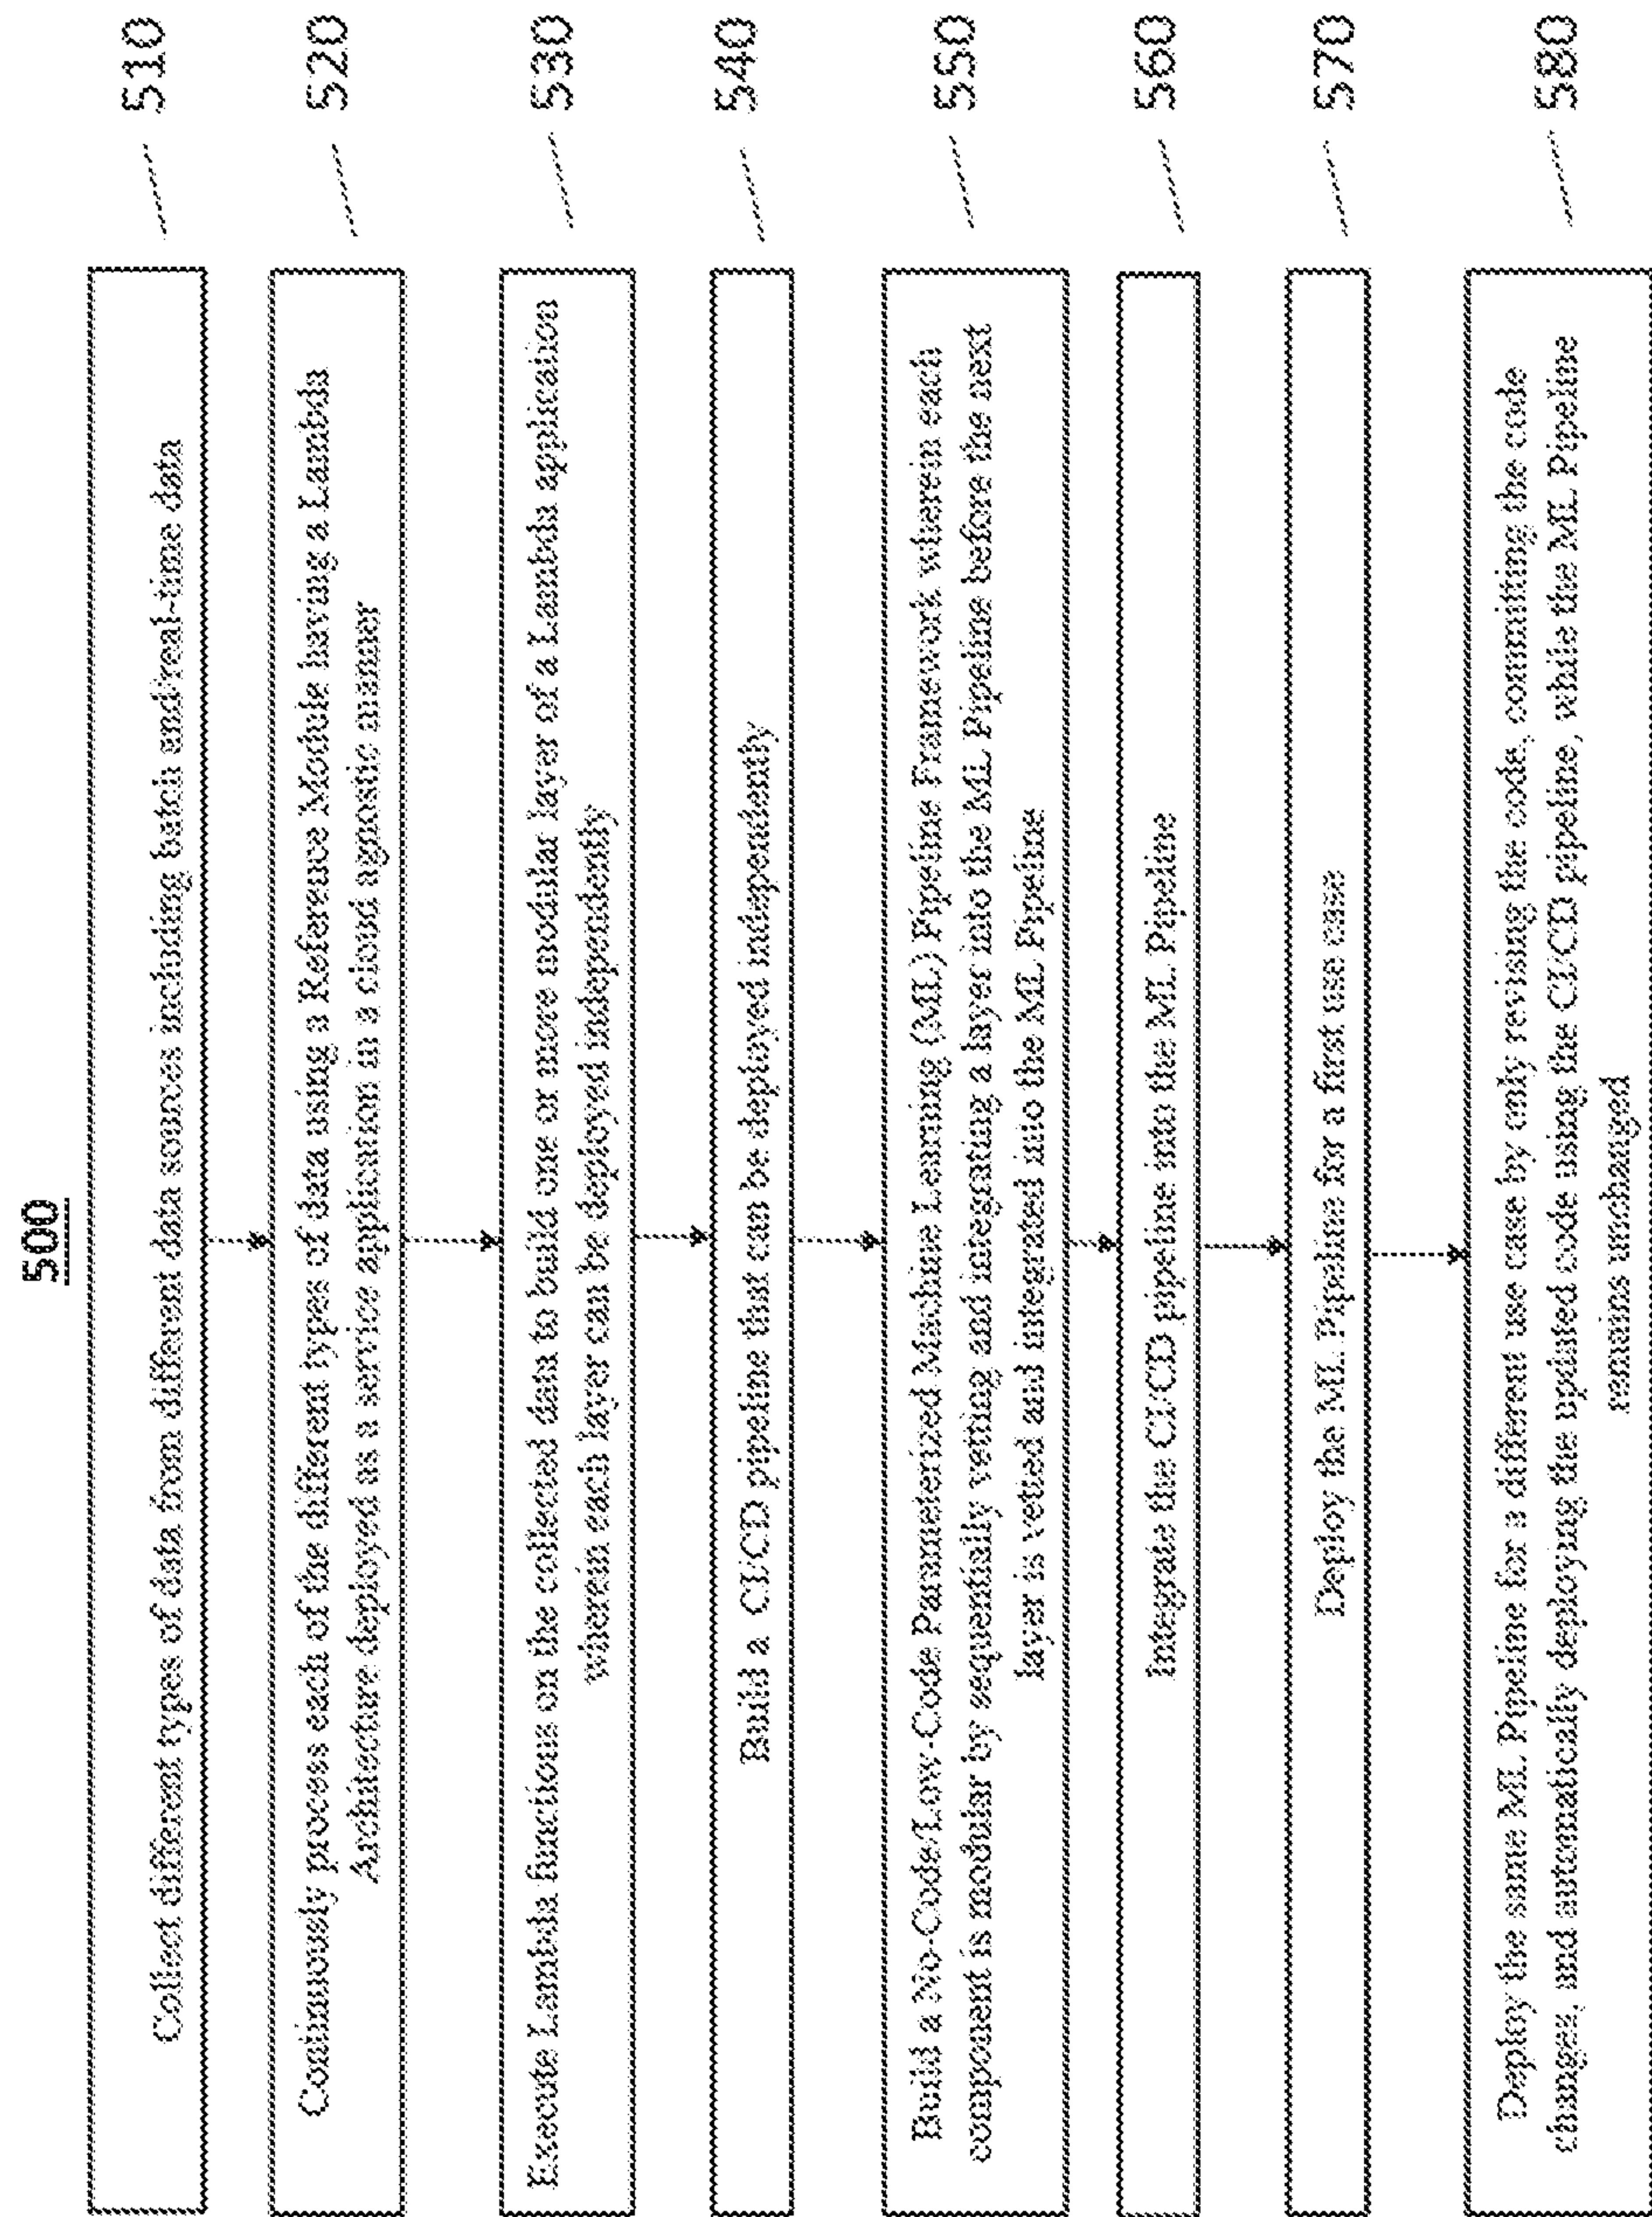 500
Collect different types of data from different data sources including batch and/real-time data
510
Continuously process each of the different types of data using a Reference Module having a Lambda
Architecture deployed as a service application in a cloud agnostic manner
520
Execute Lambda functions on the collected data to build one or more modular layer of a Lambda application
wherein each layer can be deployed independently
530
Build a CI/CD pipeline that can be deployed independently
540
Build a No-Code/Low-Code Parameterized Machine Learning (ML) Pipeline Framework wherein each
component is modular by sequentially vetting and integrating a layer into the ML Pipeline before the next
layer is vetted and integrated into the ML Pipeline
550
Integrate the CI/CD pipeline into the ML Pipeline
560
Deploy the ML Pipeline for a first use case
570
Deploy the same ML Pipeline for a different use case by only revising the code, committing the code
changes, and automatically deploying the updated code using the CI/CD pipeline, while the ML Pipeline
remains unchanged
580